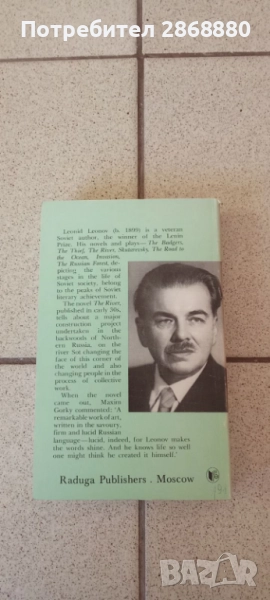 Потребител 2868880
Leonid Leonov (b. 1899) is a veteran
Soviet author, the winner of the Lenin
Prize. His novels and plays—The Badgers,
The Thief, The River, Skutarevsky, The Road to
the Ocean, Invasion,
The Russian Forest, de-
picting the various
stages in the life of
Soviet society, belong
to the peaks of Soviet
literary achievement.
The novel The River,
published in early 30s,
tells about a major
construction project
undertaken in the
backwoods of North-
ern Russia, on the
river Sot changing the
face of this corner of
the world and also
changing people in the
process of collective
work.
When the novel
came out, Maxim
Gorky commented: 'A
remarkable work of art,
written in the savoury,
firm and lucid Russian
language—lucid, indeed, for Leonov makes
the words shine. And he knows life so well
one might think he created it himself.'
Raduga Publishers . Moscow
bazar